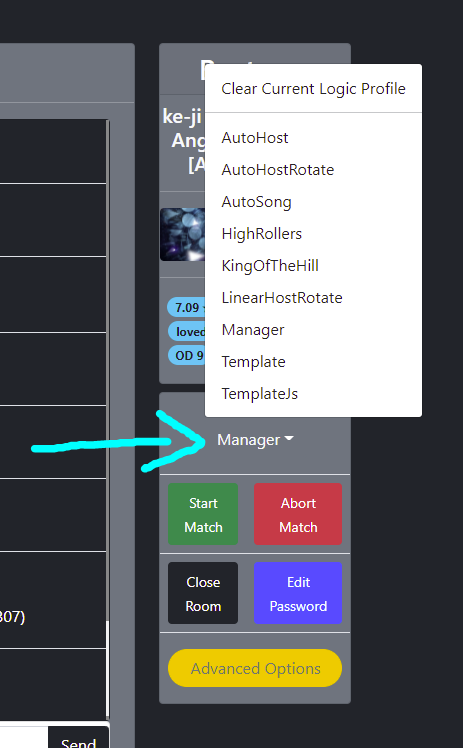 Clear Current Logic Profile
ke-ji
Ang
[A
AutoHost
AutoHostRotate
AutoSong
HighRollers
KingOfTheHill
LinearHostRotate
Manager
Template
TemplateJs
7.09
loved
OD 9
Manager
Start Match
Abort Match
Close Room
Edit Password
307)
Advanced Options
Send